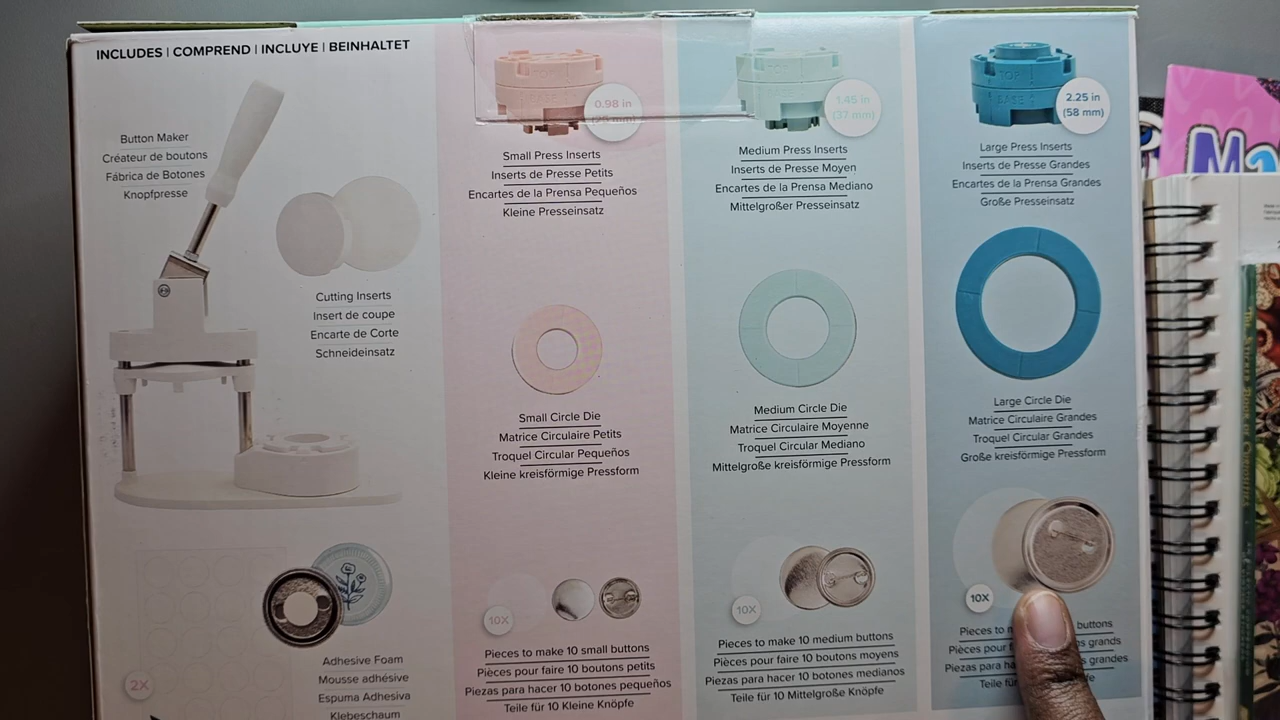 INCLUDES | COMPREND | INCLUYE | BEINHALTET
Button Maker
Créateur de boutons
Fábrica de Botones
Knopfpresse
Cutting Inserts
Insert de coupe
Encarte de Corte
Schneideinsatz
2X
Adhesive Foam
Mousse adhésive
Espuma Adhesiva
Klebeschaum
TOP
BASE
0.98 in
(25 mm)
Small Press Inserts
Inserts de Presse Petits
Encartes de la Prensa Pequeños
Kleine Presseinsatz
Small Circle Die
Matrice Circulaire Petits
Troquel Circular Pequeños
Kleine kreisförmige Pressform
10X
Pieces to make 10 small buttons
Pièces pour faire 10 boutons petits
Piezas para hacer 10 botones pequeños
Teile für 10 Kleine Knöpfe
TOP
BASE
1.45 in
(37 mm)
Medium Press Inserts
Inserts de Presse Moyen
Encartes de la Prensa Mediano
Mittelgroßer Presseinsatz
Medium Circle Die
Matrice Circulaire Moyenne
Troquel Circular Mediano
Mittelgroße kreisförmige Pressform
10X
Pieces to make 10 medium buttons
Pièces pour faire 10 boutons moyens
Piezas para hacer 10 botones medianos
Teile für 10 Mittelgroße Knöpfe
TOP
BASE
2.25 in
(58 mm)
Large Press Inserts
Inserts de Presse Grandes
Encartes de la Prensa Grandes
Große Presseinsatz
Large Circle Die
Matrice Circulaire Grandes
Troquel Circular Grandes
Große kreisförmige Pressform
10X
Pieces to buttons
Pièces pour grands
Piezas para grandes
Teile
Ma